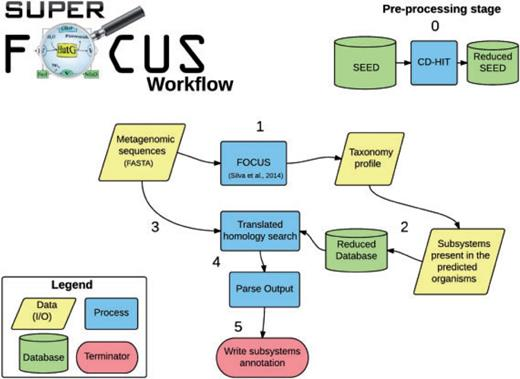 SUPER
FOCUS
HutG
Workflow
Pre-processing stage
0
SEED
CD-HIT
Reduced
SEED
1
Metagenomic
sequences
(FASTA)
FOCUS
(Silva et al., 2014)
Taxonomy
profile
3
Translated
homology search
2
Reduced
Database
Subsystems
present in the
predicted
organisms
4
Parse Output
5
Write subsystems
annotation
Legend
Data
(I/O)
Process
Database
Terminator